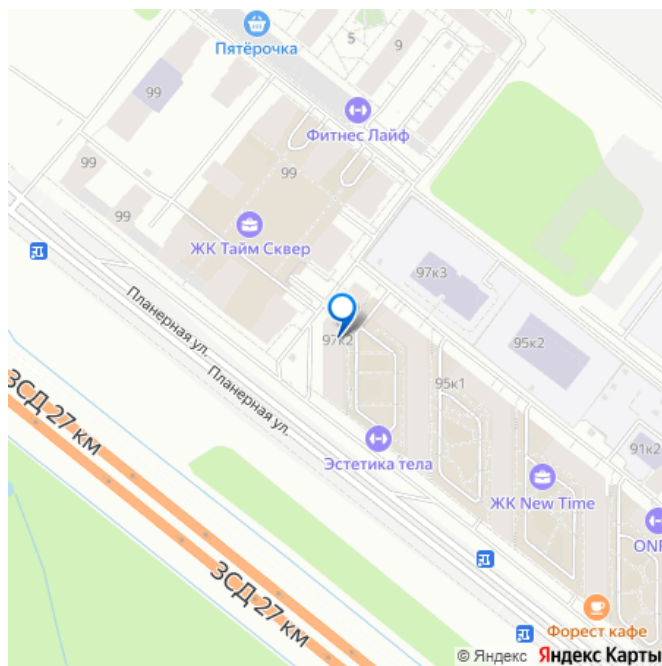 Пятёрочка
5
9
99
Фитнес Лайф
99
99
99
ЖК Тайм Сквер
97к3
Планерная ул.
97к2
95к2
Планерная ул.
95к1
ЗСД 27 км
91к2
Эстетика тела
ЖК New Time
ONF
ЗСД 27 км
Форест кафе
© Яндекс Яндекс Карты